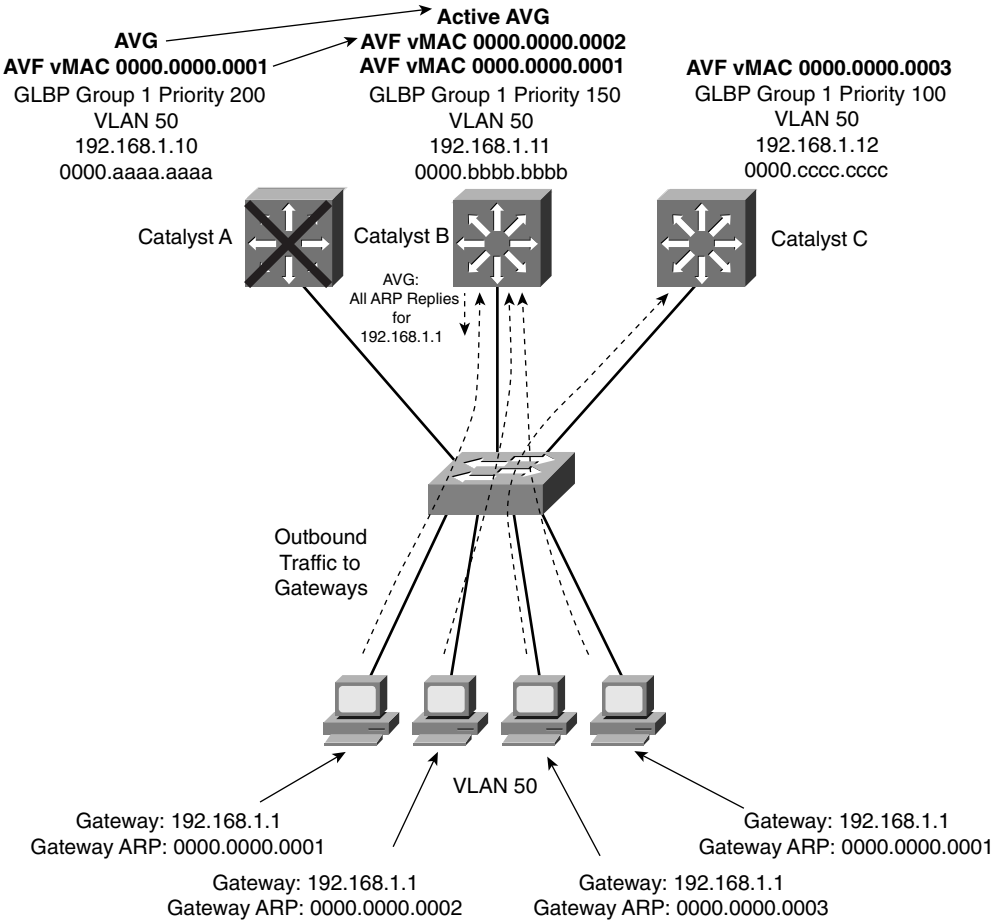 AVG
AVF vMAC 0000.0000.0001
GLBP Group 1 Priority 200
VLAN 50
192.168.1.10
0000.aaaa.aaaa
Catalyst A
Active AVG
AVF vMAC 0000.0000.0002
AVF vMAC 0000.0000.0001
GLBP Group 1 Priority 150
VLAN 50
192.168.1.11
0000.bbbb.bbbb
Catalyst B
AVF vMAC 0000.0000.0003
GLBP Group 1 Priority 100
VLAN 50
192.168.1.12
0000.cccc.cccc
Catalyst C
AVG:
All ARP Replies
for
192.168.1.1
Outbound
Traffic to
Gateways
VLAN 50
Gateway: 192.168.1.1
Gateway ARP: 0000.0000.0001
Gateway: 192.168.1.1
Gateway ARP: 0000.0000.0002
Gateway: 192.168.1.1
Gateway ARP: 0000.0000.0003
Gateway: 192.168.1.1
Gateway ARP: 0000.0000.0001